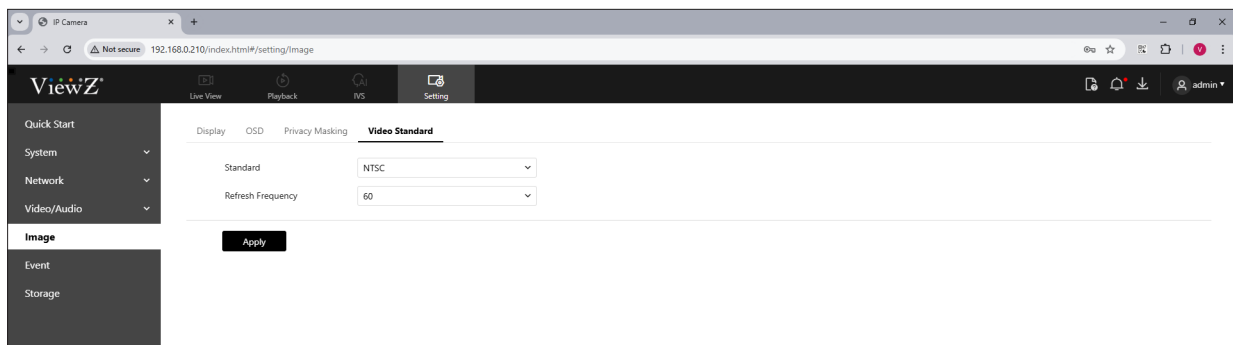 IP Camera
Not secure 192.168.0.210/index.html#/setting/Image
V
ViewZ
Live View Playback IVS Setting
admin
Quick Start
System
Network
Video/Audio
Image
Event
Storage
Display OSD Privacy Masking Video Standard
Standard NTSC
Refresh Frequency 60
Apply